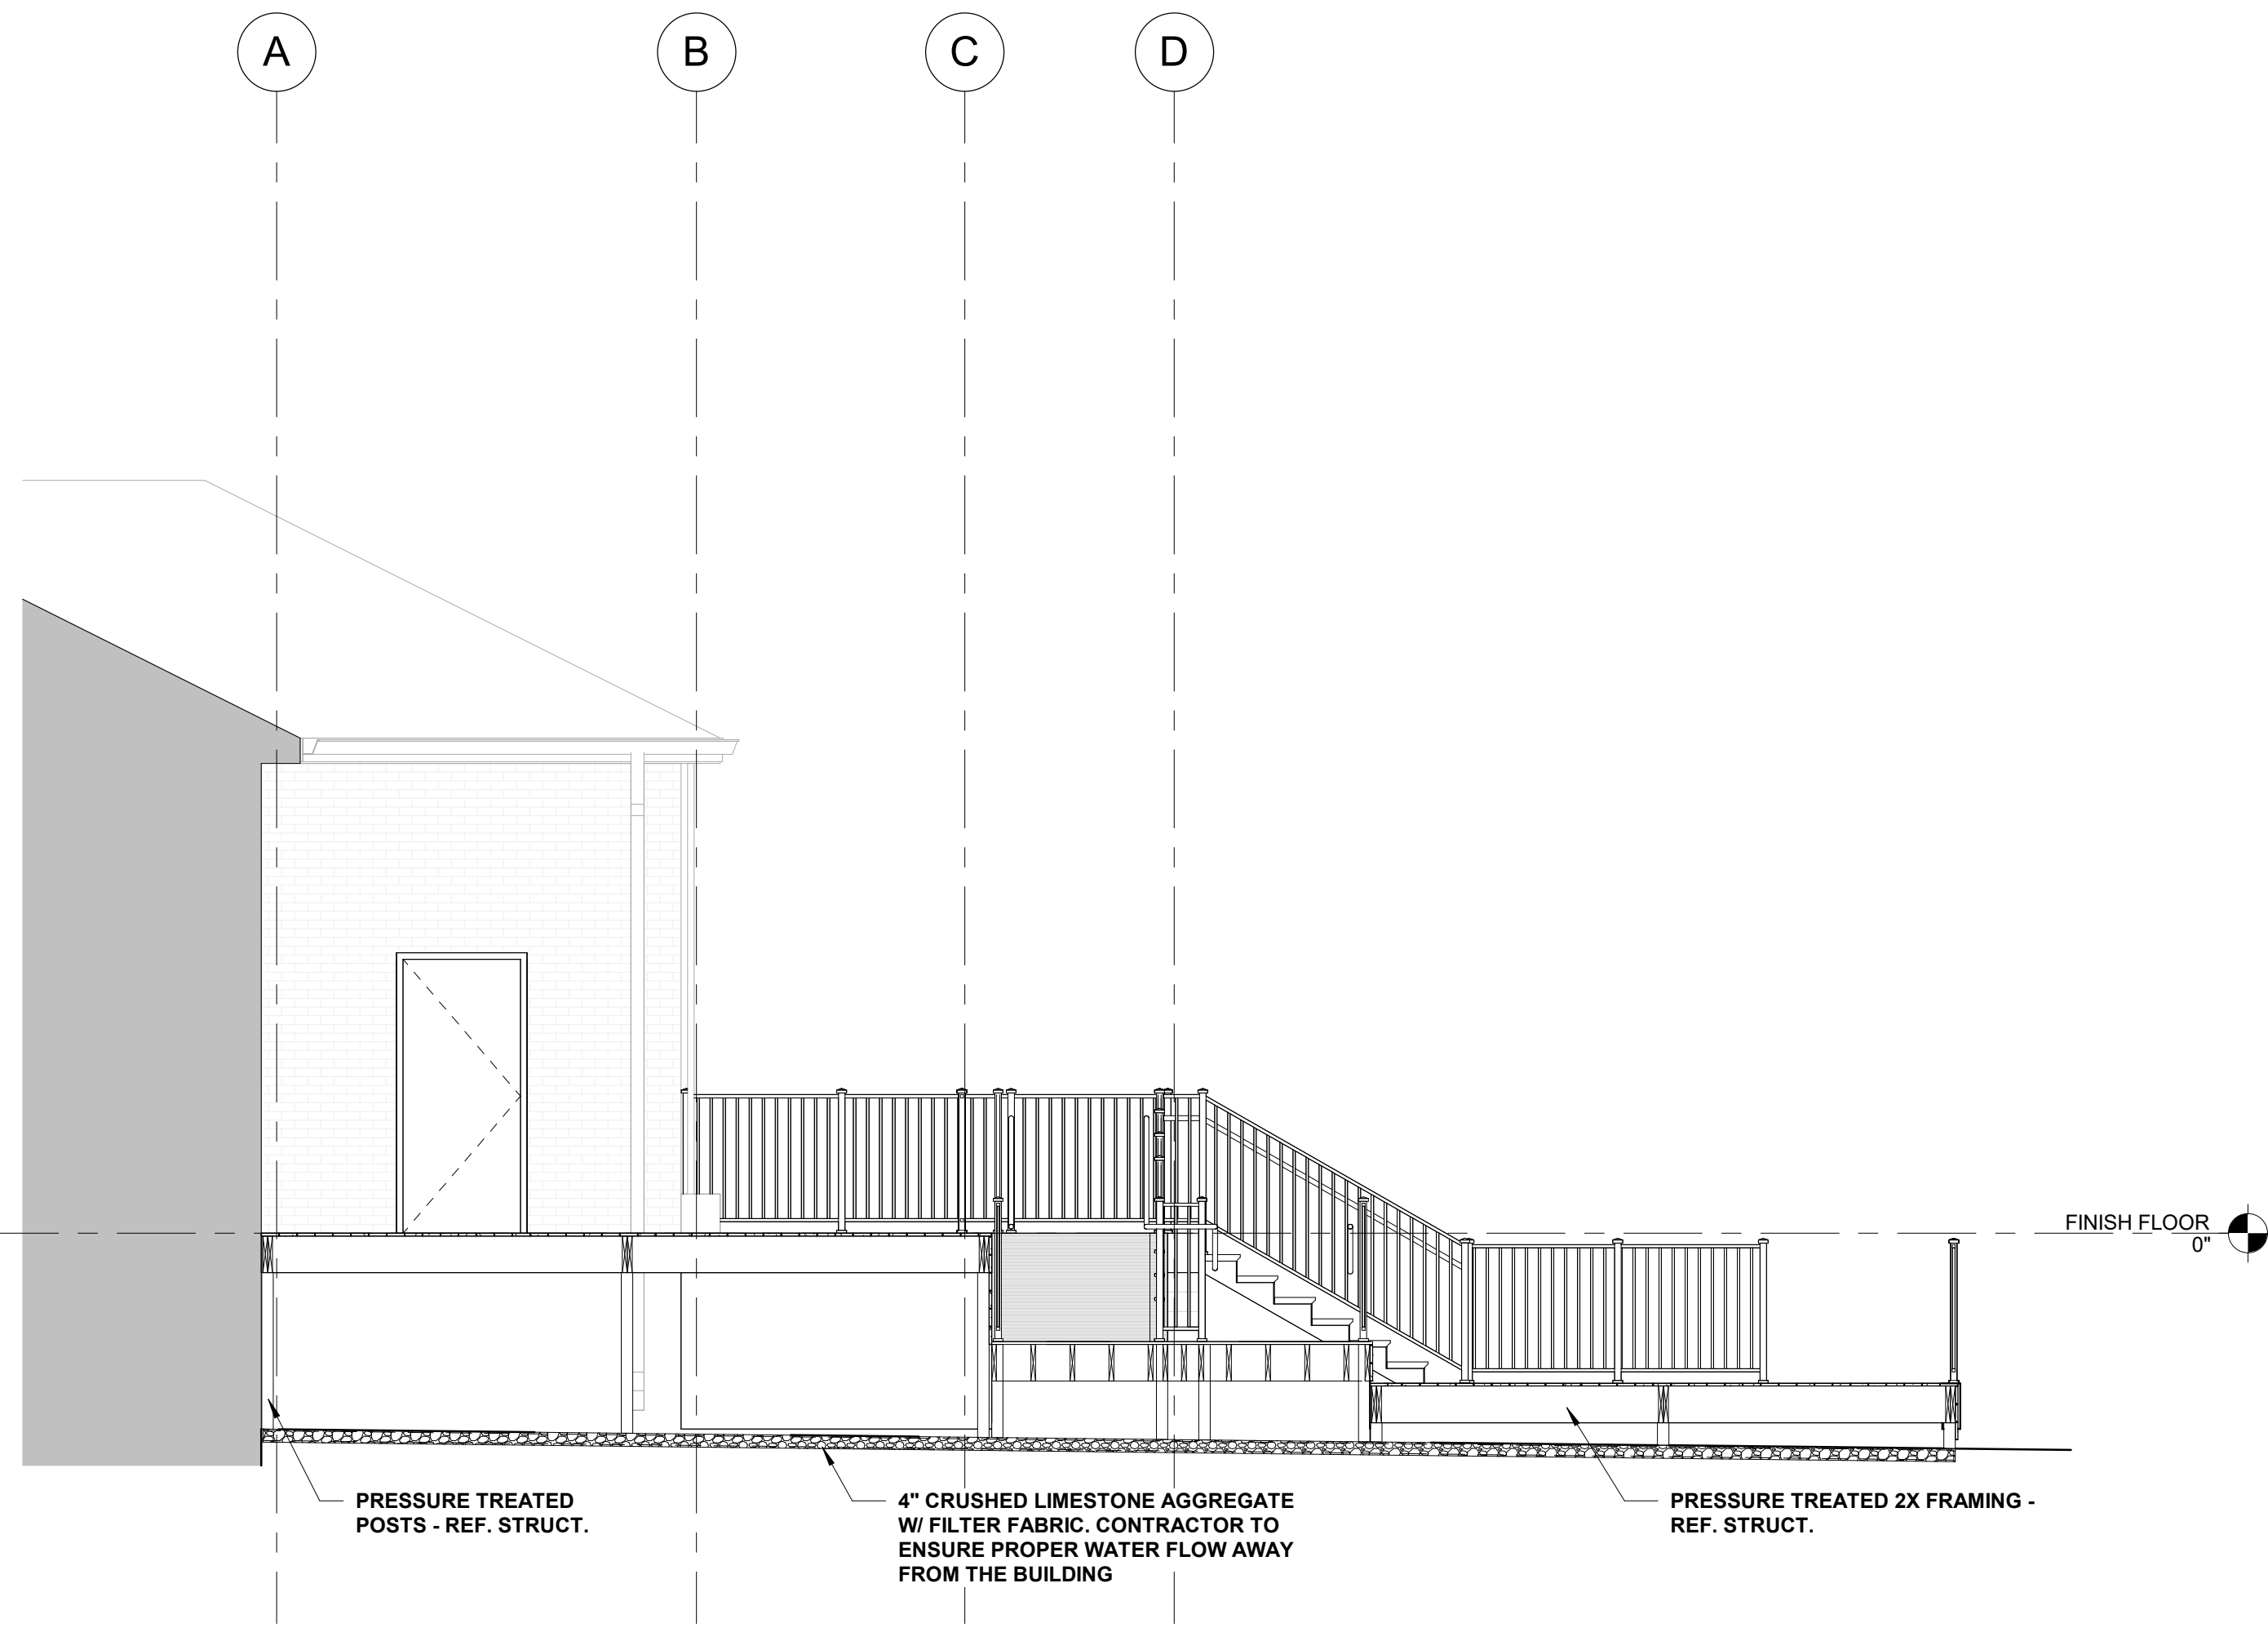 A
B
C
D
FINISH FLOOR
0"
PRESSURE TREATED
POSTS - REF. STRUCT.
4" CRUSHED LIMESTONE AGGREGATE
W/ FILTER FABRIC. CONTRACTOR TO
ENSURE PROPER WATER FLOW AWAY
FROM THE BUILDING
PRESSURE TREATED 2X FRAMING -
REF. STRUCT.